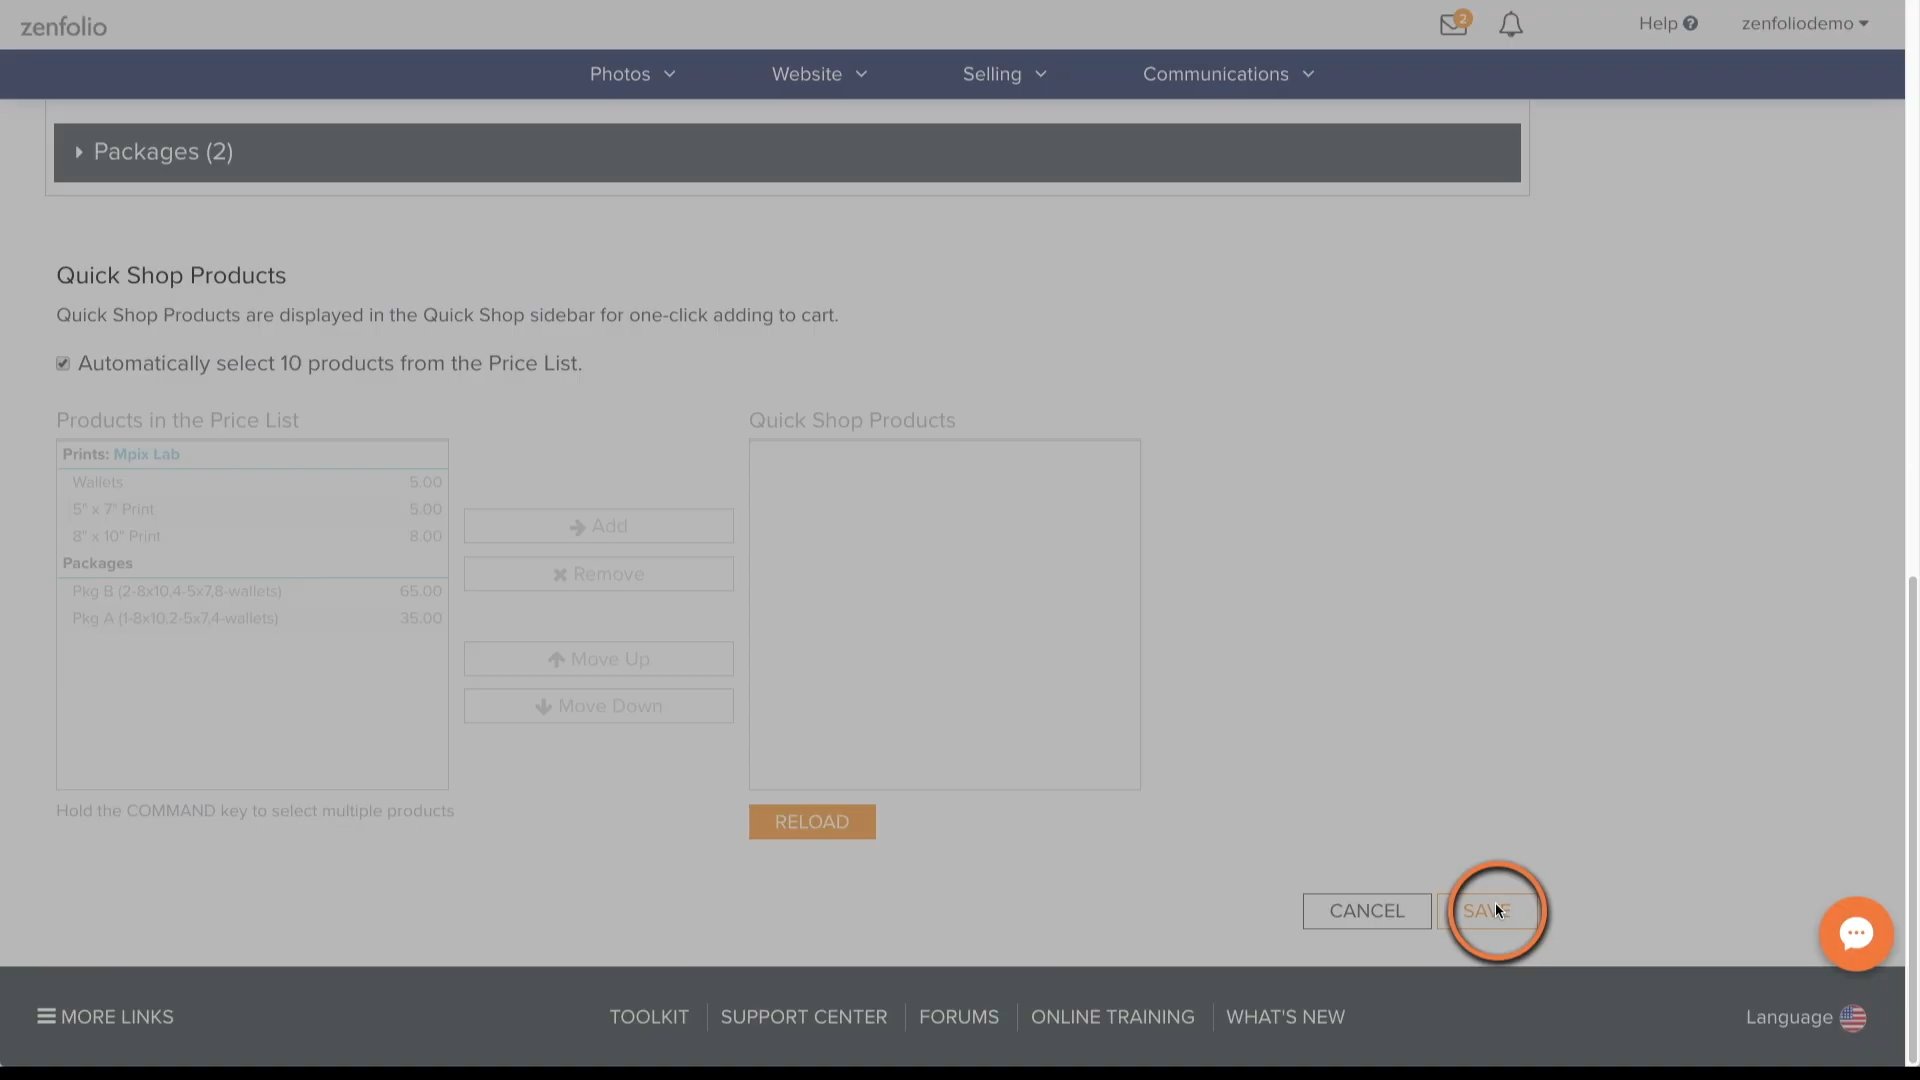 zenfolio
2
Help
zenfoliodemo
Photos
Website
Selling
Communications
Packages (2)
Quick Shop Products
Quick Shop Products are displayed in the Quick Shop sidebar for one-click adding to cart.
Automatically select 10 products from the Price List.
Products in the Price List
Quick Shop Products
Prints: Mpix Lab
Wallets 5.00
5" x 7" Print 5.00
8" x 10" Print 8.00
Packages
Pkg B (2-8x10,4-5x7,8-wallets) 65.00
Pkg A (1-8x10,2-5x7,4-wallets) 35.00
Add
Remove
Move Up
Move Down
Hold the COMMAND key to select multiple products
RELOAD
CANCEL
SAVE
MORE LINKS
TOOLKIT
SUPPORT CENTER
FORUMS
ONLINE TRAINING
WHAT'S NEW
Language